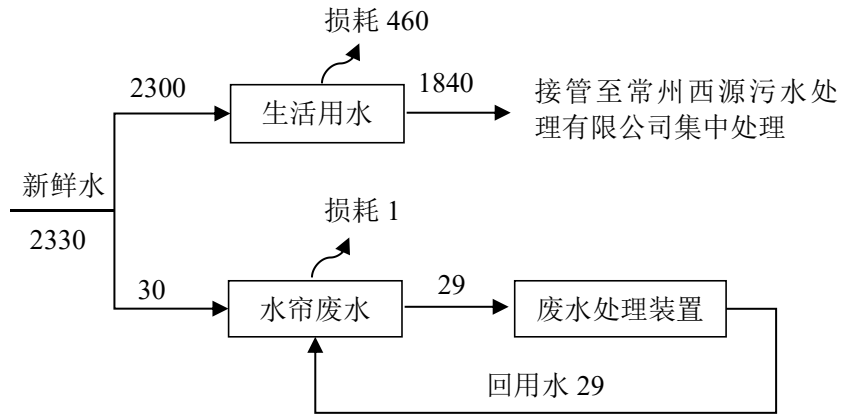 损耗 460
2300
生活用水
1840
接管至常州西源污水处
理有限公司集中处理
新鲜水
2330
损耗 1
30
水帘废水
29
废水处理装置
回用水 29